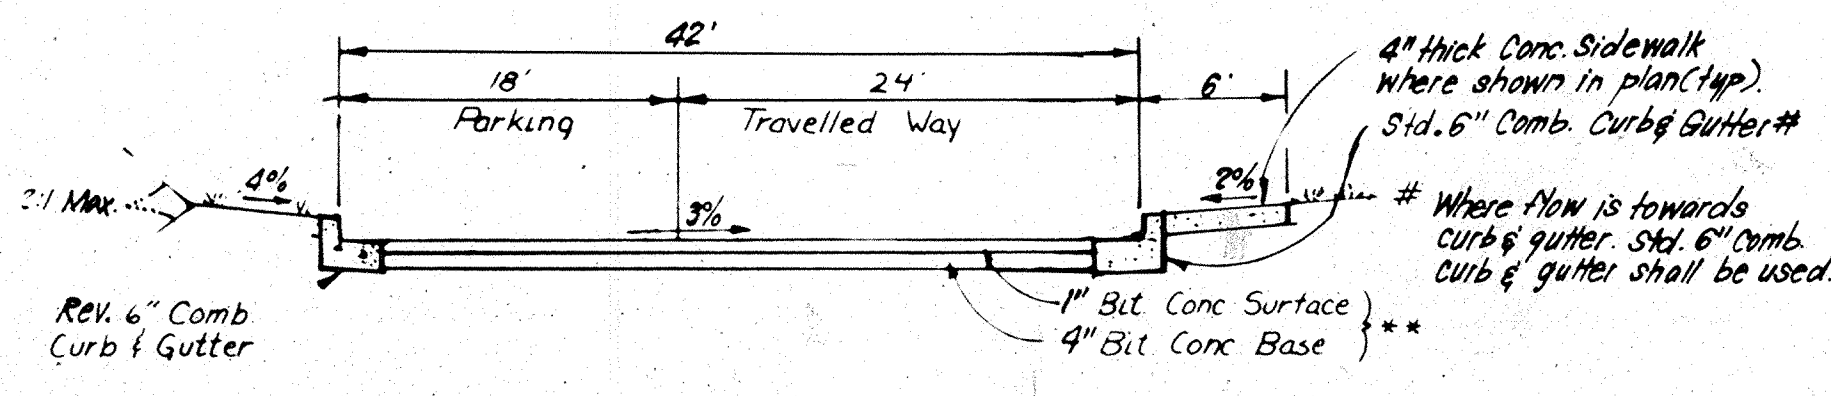 42'
18'
24'
6'
Parking
Travelled Way
4" thick Conc. Sidewalk
where shown in plan (typ).
Std. 6" Comb. Curb & Gutter #
2:1 Max.
4%
3%
2%
# Where flow is towards
curb & gutter. Std. 6" Comb.
curb & gutter shall be used.
Rev. 6" Comb
Curb & Gutter
1" Bit. Conc Surface
4" Bit. Conc Base
**